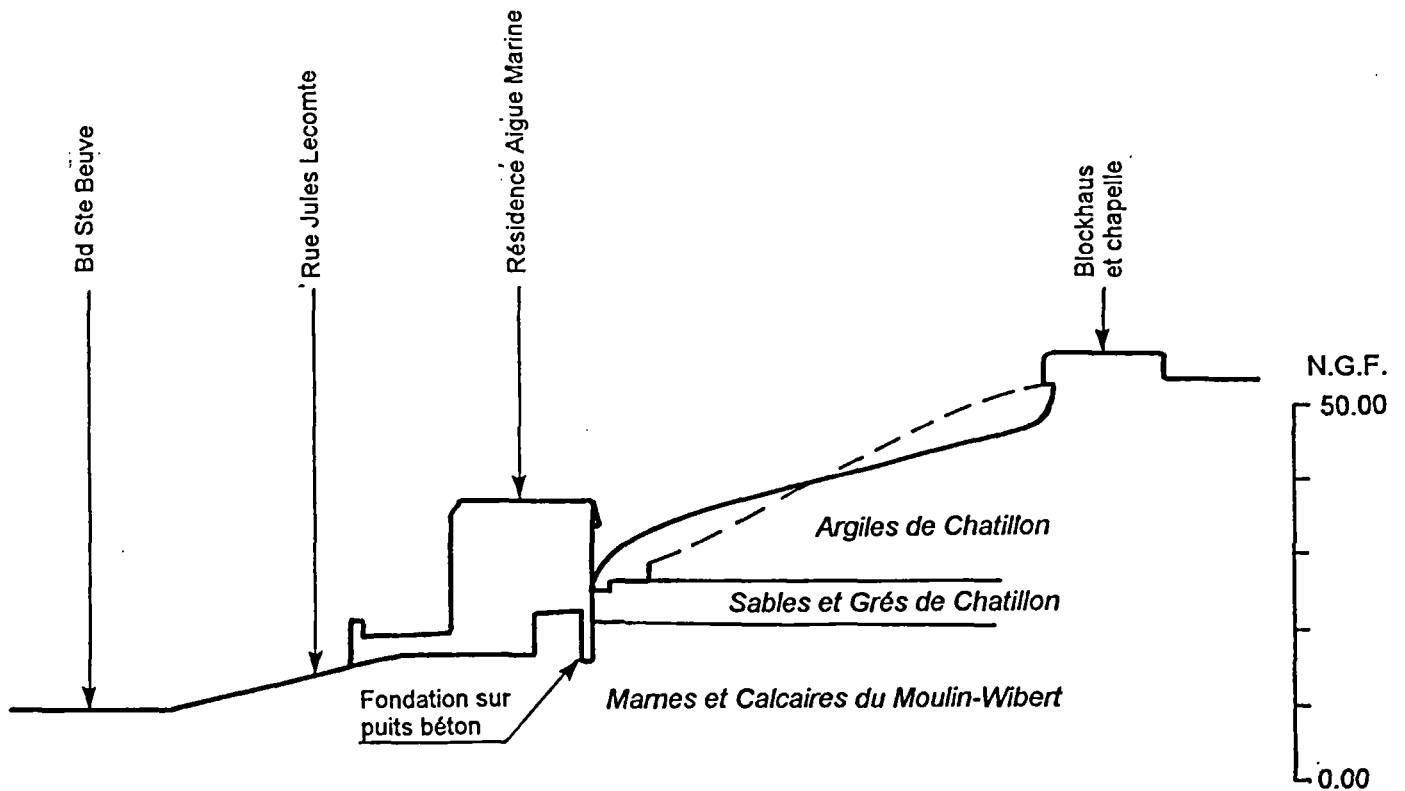 Bd Ste Beuve
Rue Jules Lecomte
Résidence Aigue Marine
Blockhaus
et chapelle
N.G.F.
50.00
Argiles de Chatillon
Sables et Grés de Chatillon
Fondation sur
puits béton
Marnes et Calcaires du Moulin-Wibert
0.00